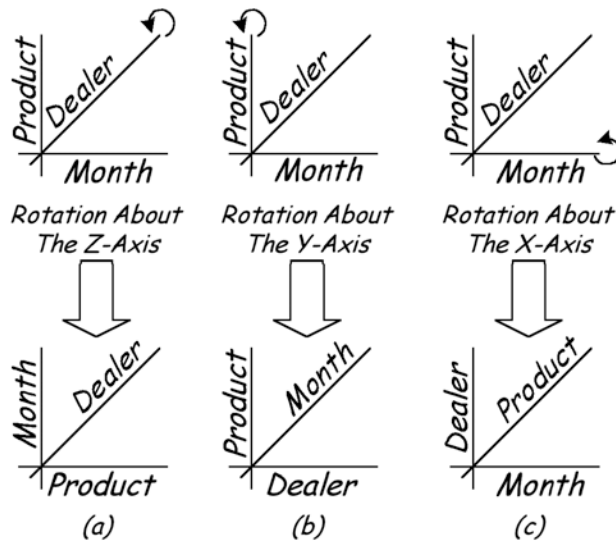 Product Dealer Month
Product Dealer Month
Product Dealer Month
Rotation About
The Z-Axis
Rotation About
The Y-Axis
Rotation About
The X-Axis
Month Dealer Product
Product Month Dealer
Dealer Product Month
(a)
(b)
(c)